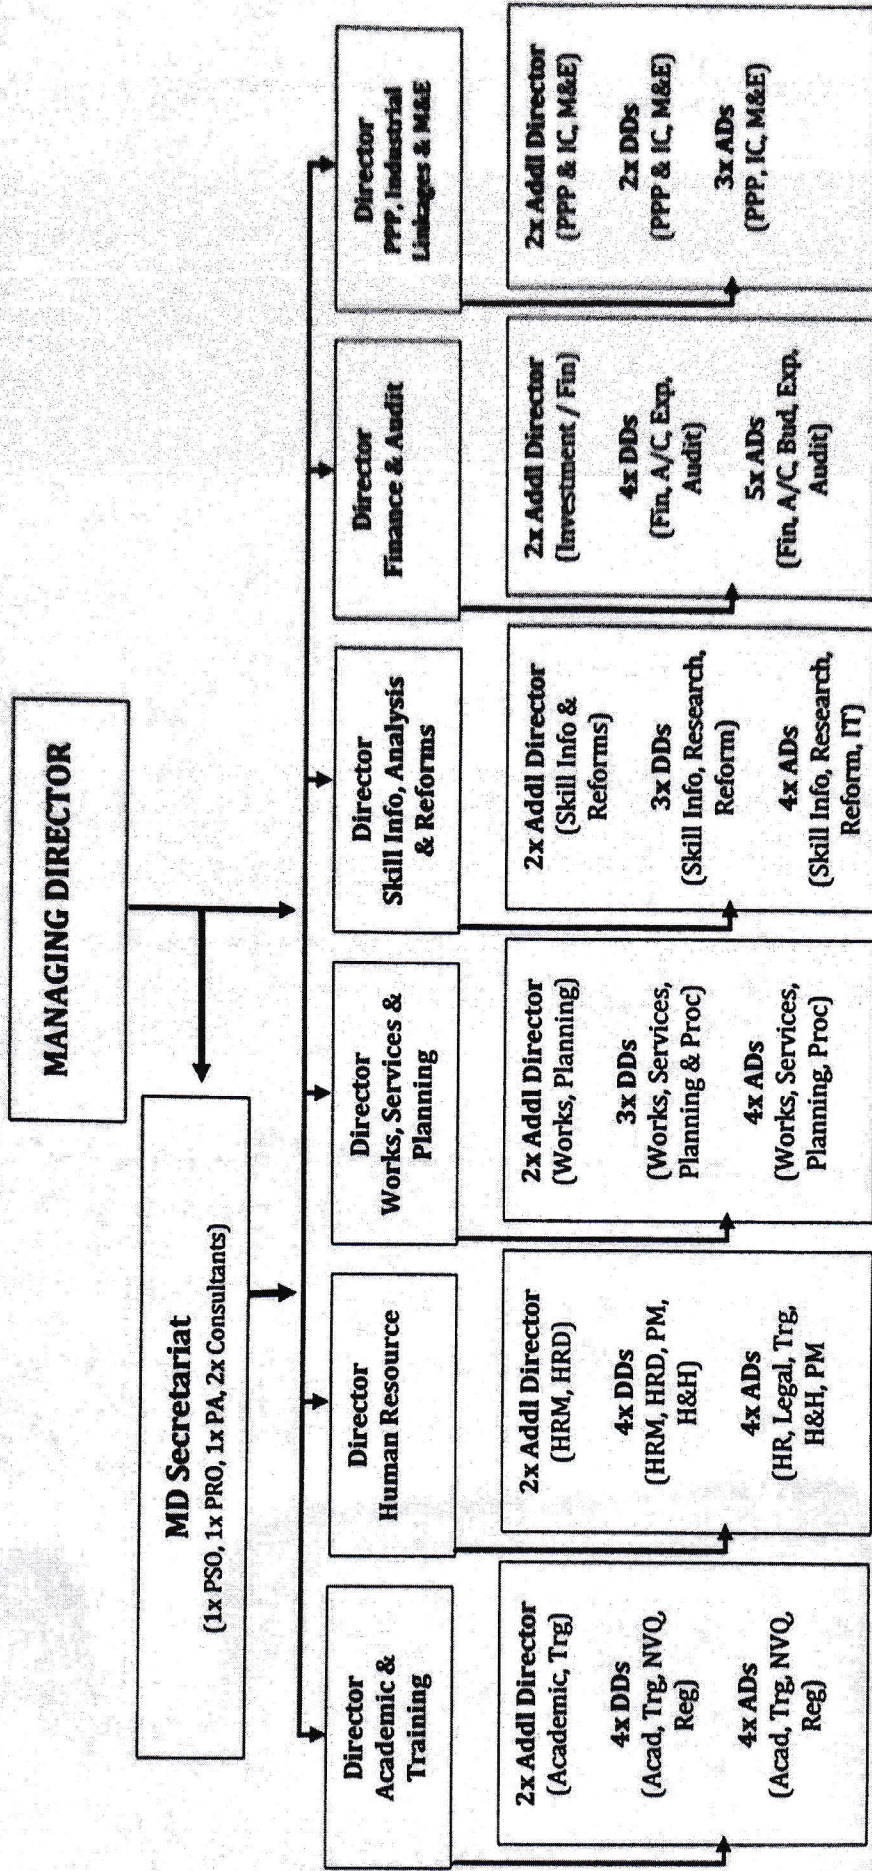 MANAGING DIRECTOR
MD Secretariat
(1x PSO, 1x PRO, 1x PA, 2x Consultants)
Director
Academic &
Training
Director
Human Resource
Director
Works, Services &
Planning
Director
Skill Info, Analysis
& Reforms
Director
Finance & Audit
Director
PPP, Industrial
Linkages & M&E
2x Addl Director
(Academic, Trg)
4x DDs
(Acad, Trg, NVQ,
Reg)
4x ADs
(Acad, Trg, NVQ,
Reg)
2x Addl Director
(HRM, HRD)
4x DDs
(HRM, HRD, PM,
H&H)
4x ADs
(HR, Legal, Trg,
H&H, PM
2x Addl Director
(Works, Planning)
3x DDs
(Works, Services,
Planning & Proc)
4x ADs
(Works, Services,
Planning, Proc)
2x Addl Director
(Skill Info &
Reforms)
3x DDs
(Skill Info, Research,
Reform)
4x ADs
(Skill Info, Research,
Reform, IT)
2x Addl Director
(Investment / Fin)
4x DDs
(Fin, A/C, Exp,
Audit)
5x ADs
(Fin, A/C, Bud, Exp,
Audit)
2x Addl Director
(PPP & IC, M&E)
2x DDs
(PPP & IC, M&E)
3x ADs
(PPP, IC, M&E)